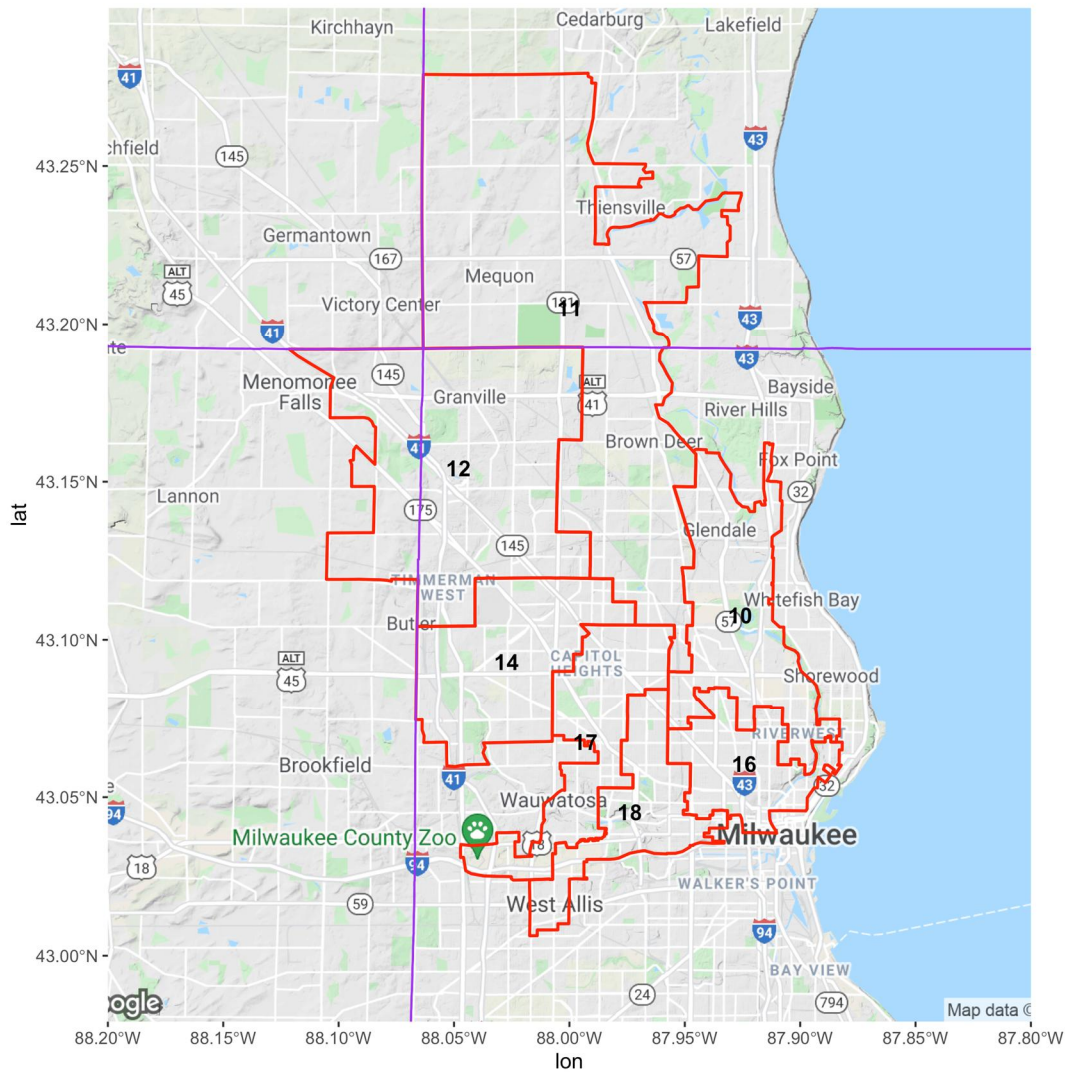 Kirchhayn
Cedarburg
Lakefield
41
43
chfield
145
43.25°N
Thiensville
Germantown
167
57
Mequon
ALT
45
Victory Center
11
43.20°N
43
41
43
145
Menomonee
Falls
Granville
ALT
41
Bayside
River Hills
Brown Deer
41
Fox Point
12
43.15°N
Lannon
32
175
Glendale
145
TIMMERMAN
WEST
Whitefish Bay
10
57
Butler
43.10°N
CAPITOL
HEIGHTS
14
ALT
45
Shorewood
lat
RIVERWEST
17
Brookfield
16
41
43
32
43.05°N
Wauwatosa
18
94
Milwaukee County Zoo
Milwaukee
94
18
WALKER'S POINT
59
West Allis
94
43.00°N
BAY VIEW
24
794
ogle
Map data ©
88.20°W
88.15°W
88.10°W
88.05°W
88.00°W
87.95°W
87.90°W
87.85°W
87.80°W
lon